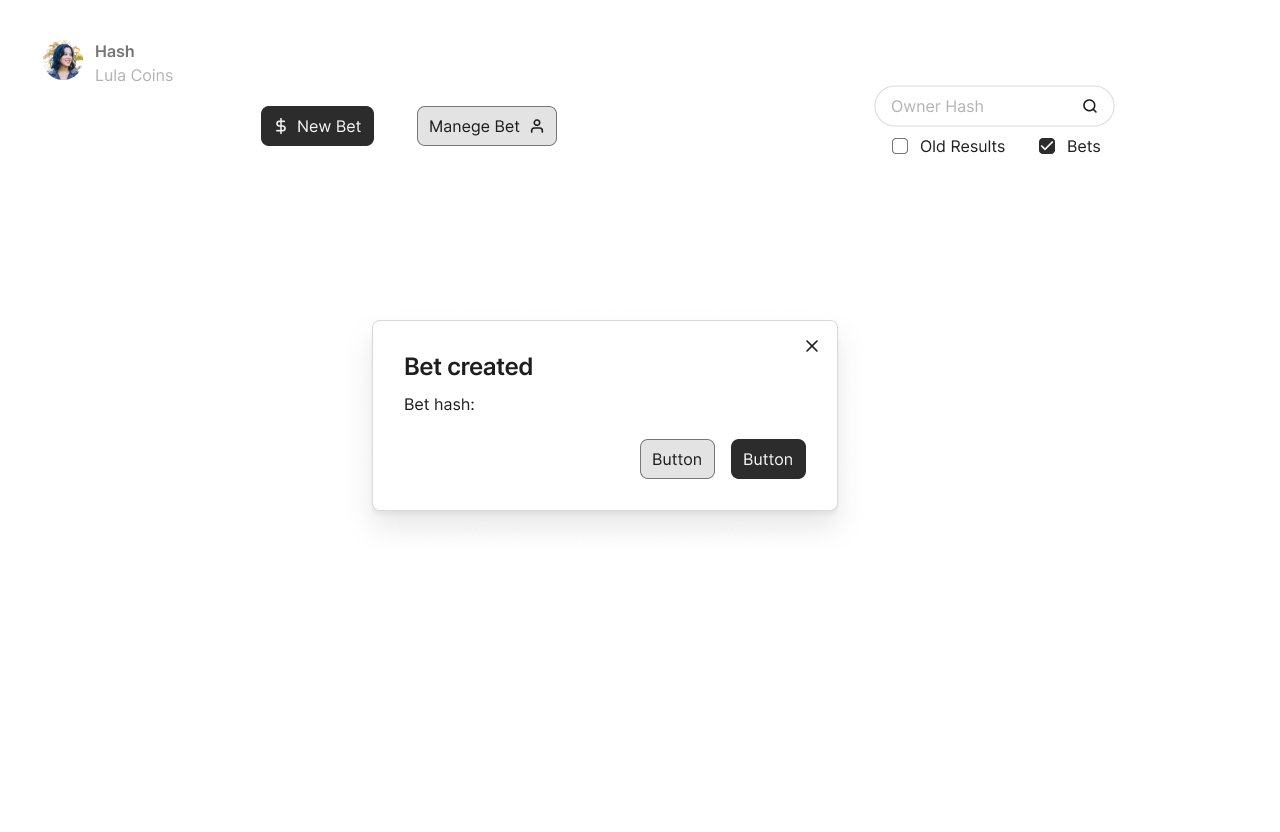 Hash
Lula Coins
New Bet
Manege Bet
Owner Hash
Old Results
Bets
Bet created
Bet hash:
Button
Button